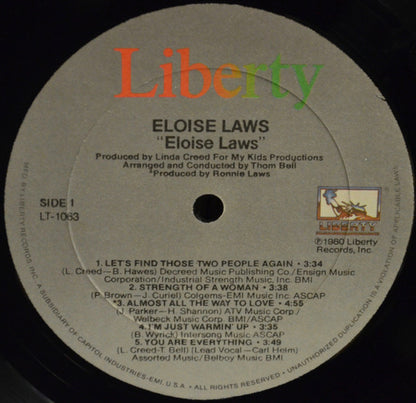 Liberty
ELOISE LAWS
"Eloise Laws"
Produced by Linda Creed For My Kids Productions
Arranged and Conducted by Thom Bell
*Produced by Ronnie Laws
SIDE 1
LT-1063
LIBERTY
℗1980 Liberty
Records, Inc.
1. LET'S FIND THOSE TWO PEOPLE AGAIN • 3:34
(L. Creed—B. Hawes) Decreed Music Publishing Co./Ensign Music
Corporation/Industrial Strength Music, Inc. BMI
2. STRENGTH OF A WOMAN • 3:38
(P. Brown—J. Curiel) Colgems-EMI Music Inc. ASCAP
*3. ALMOST ALL THE WAY TO LOVE • 4:55
(J. Parker—H. Shannon) ATV Music Corp./
Welbeck Music Corp. BMI/ASCAP
4. I'M JUST WARMIN' UP • 3:35
(B. Wyrick) Intersong Music ASCAP
5. YOU ARE EVERYTHING • 3:49
(L. Creed-T. Bell) (Lead Vocal—Carl Helm)
Assorted Music/Belboy Music BMI
MFD. BY LIBERTY RECORDS, INC. A SUBSIDIARY OF CAPITOL INDUSTRIES-EMI. U.S.A. • ALL RIGHTS RESERVED • UNAUTHORIZED DUPLICATION IS A VIOLATION OF APPLICABLE LAWS